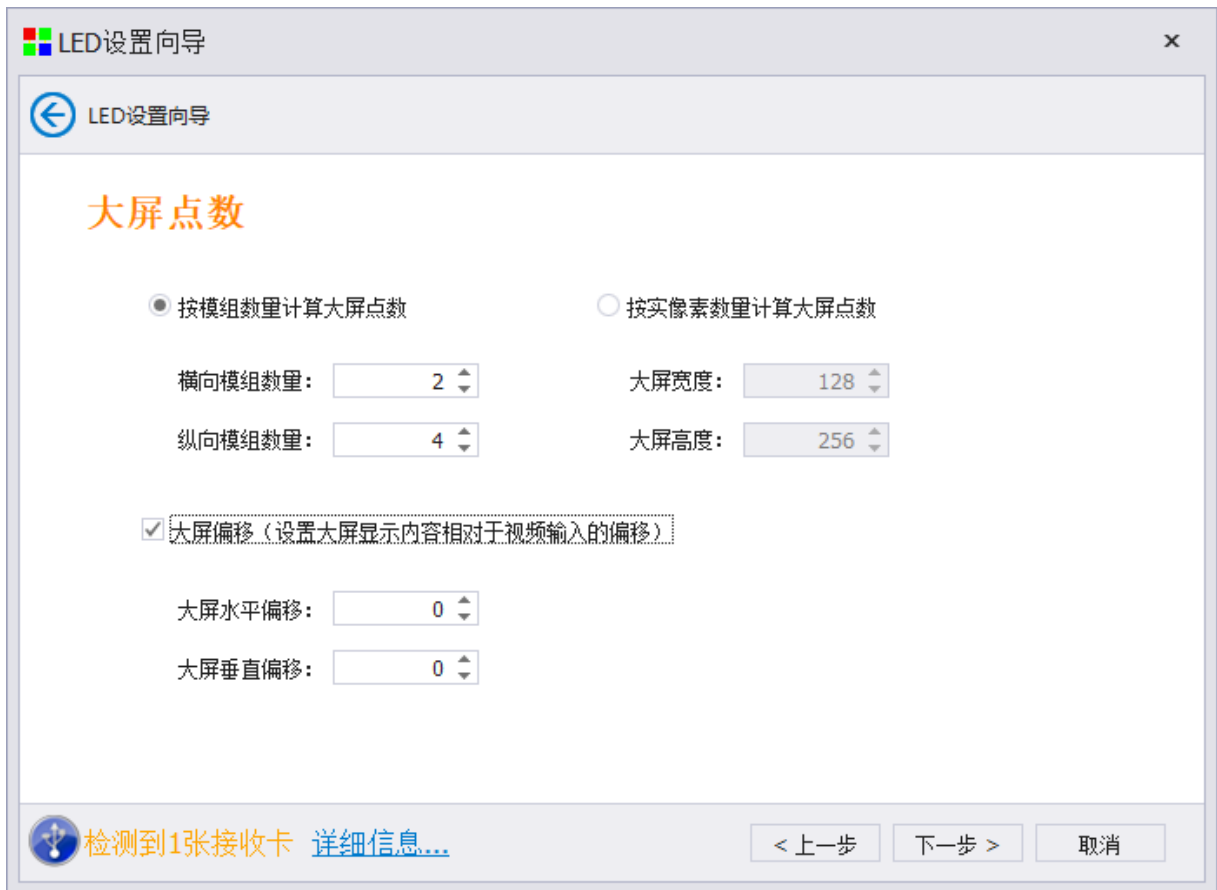 LED设置向导
LED设置向导
大屏点数
按模组数量计算大屏点数 按实像素数量计算大屏点数
横向模组数量: 2 大屏宽度: 128
纵向模组数量: 4 大屏高度: 256
大屏偏移（设置大屏显示内容相对于视频输入的偏移）
大屏水平偏移: 0
大屏垂直偏移: 0
检测到1张接收卡 详细信息... < 上一步 下一步 > 取消